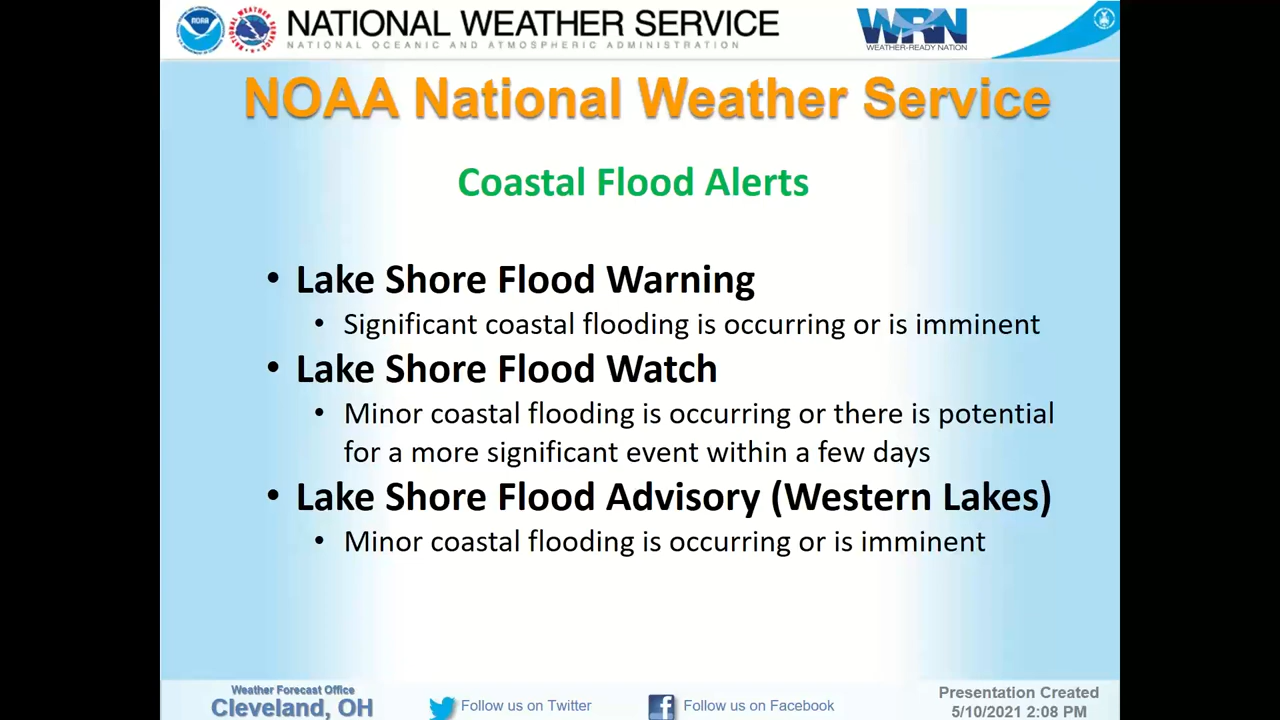 NOAA
NATIONAL WEATHER SERVICE
NATIONAL OCEANIC AND ATMOSPHERIC ADMINISTRATION
WRN
WEATHER-READY NATION
NOAA National Weather Service
Coastal Flood Alerts
• Lake Shore Flood Warning
• Significant coastal flooding is occurring or is imminent
• Lake Shore Flood Watch
• Minor coastal flooding is occurring or there is potential
for a more significant event within a few days
• Lake Shore Flood Advisory (Western Lakes)
• Minor coastal flooding is occurring or is imminent
Weather Forecast Office
Cleveland, OH
Follow us on Twitter
Follow us on Facebook
Presentation Created
5/10/2021 2:08 PM